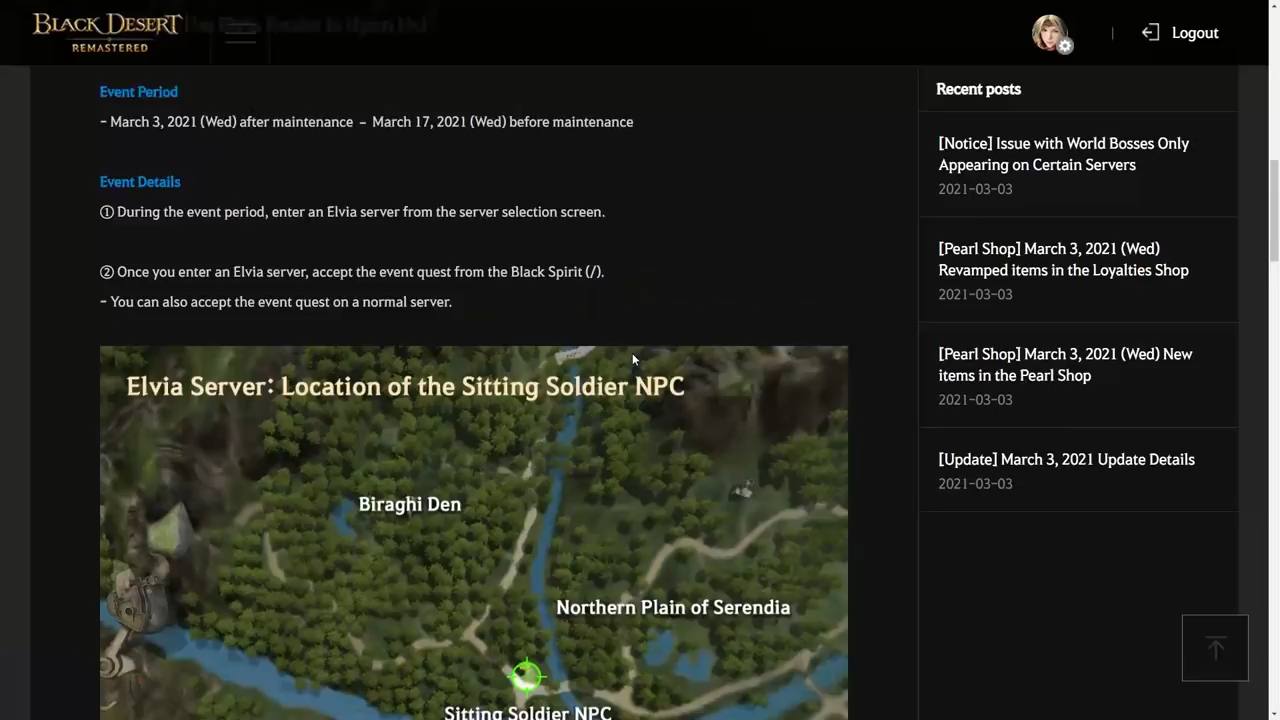 BLACK DESERT
REMASTERED
Logout
Event Period
- March 3, 2021 (Wed) after maintenance – March 17, 2021 (Wed) before maintenance
Event Details
① During the event period, enter an Elvia server from the server selection screen.
② Once you enter an Elvia server, accept the event quest from the Black Spirit (/).
- You can also accept the event quest on a normal server.
Elvia Server: Location of the Sitting Soldier NPC
Biraghi Den
Northern Plain of Serendia
Sitting Soldier NPC
Recent posts
[Notice] Issue with World Bosses Only
Appearing on Certain Servers
2021-03-03
[Pearl Shop] March 3, 2021 (Wed)
Revamped items in the Loyalties Shop
2021-03-03
[Pearl Shop] March 3, 2021 (Wed) New
items in the Pearl Shop
2021-03-03
[Update] March 3, 2021 Update Details
2021-03-03